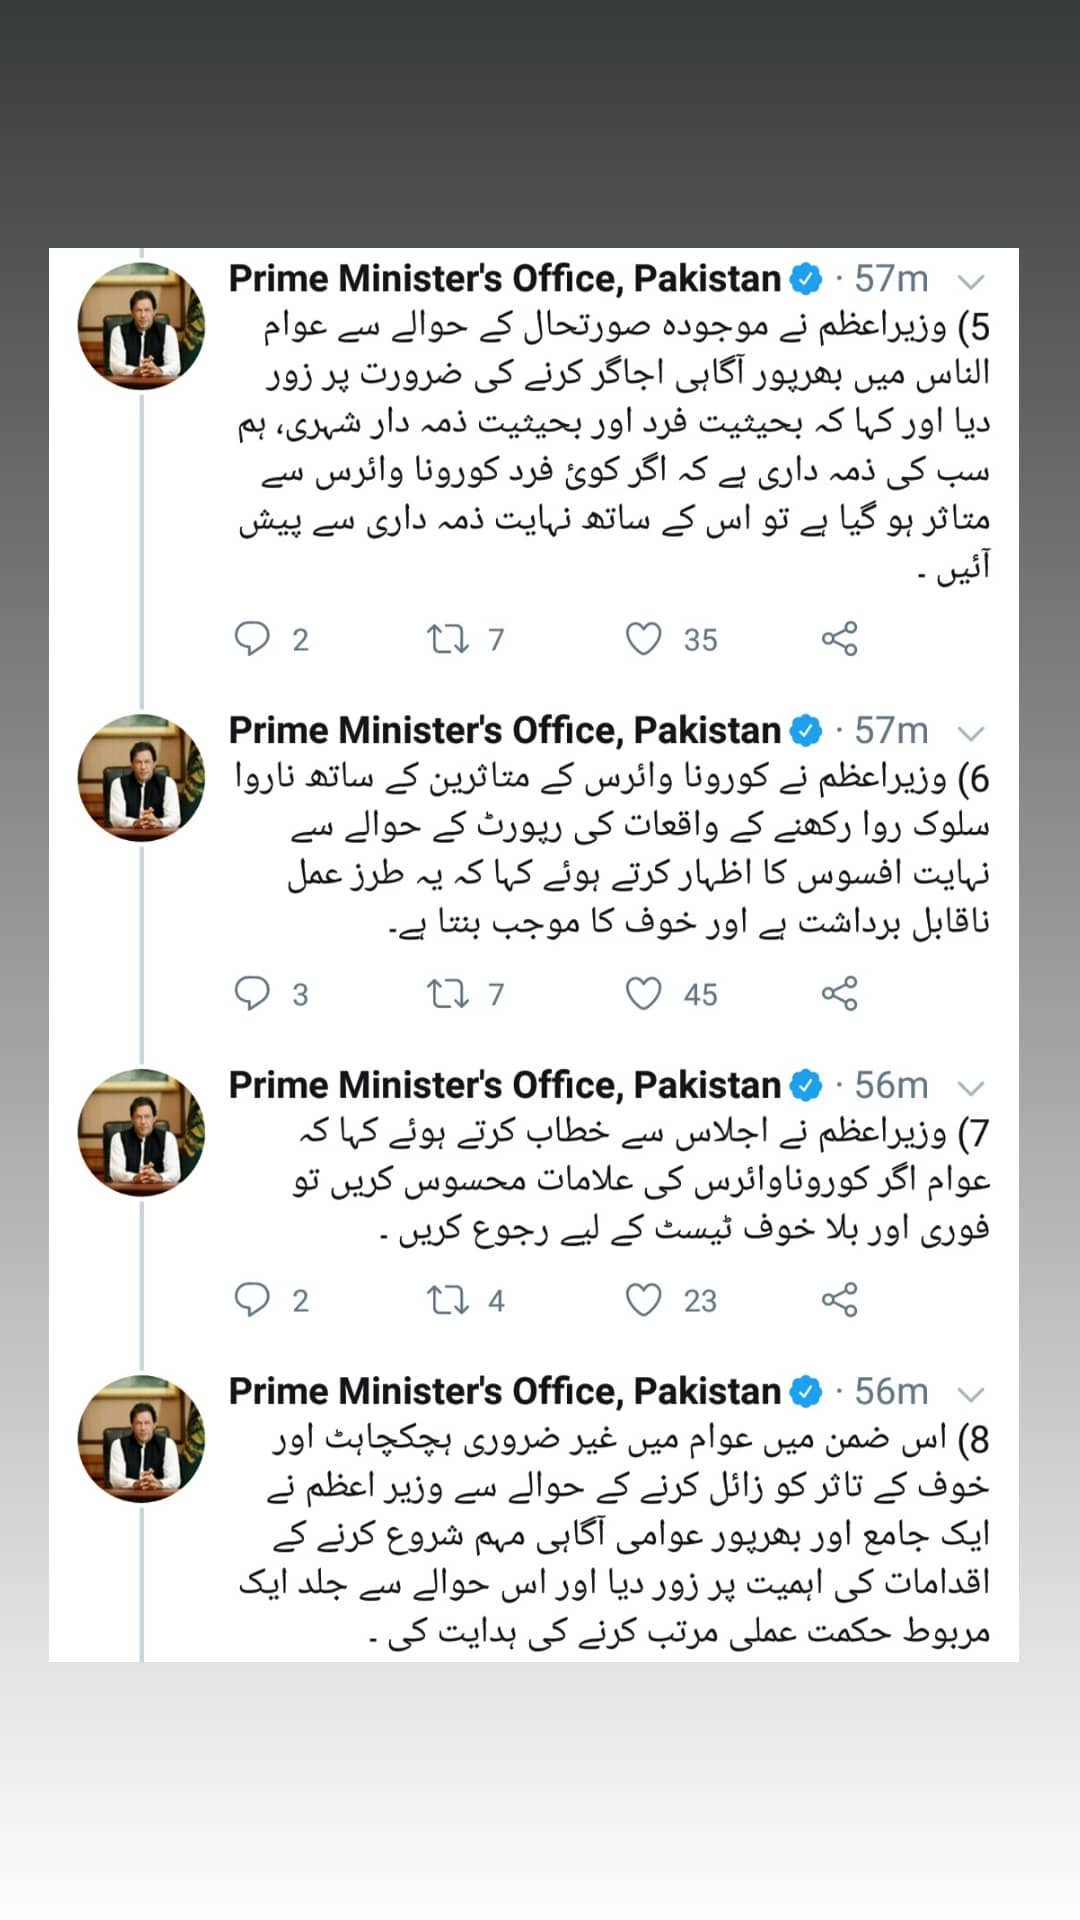 Prime Minister's Office, Pakistan · 57m
5) وزیراعظم نے موجودہ صورتحال کے حوالے سے عوام
الناس میں بھرپور آگاہی اجاگر کرنے کی ضرورت پر زور
دیا اور کہا کہ بحیثیت فرد اور بحیثیت ذمہ دار شہری، ہم
سب کی ذمہ داری ہے کہ اگر کوئ فرد کورونا وائرس سے
متاثر ہو گیا ہے تو اس کے ساتھ نہایت ذمہ داری سے پیش
آئیں ۔
2 7 35
Prime Minister's Office, Pakistan · 57m
6) وزیراعظم نے کورونا وائرس کے متاثرین کے ساتھ ناروا
سلوک روا رکھنے کے واقعات کی رپورٹ کے حوالے سے
نہایت افسوس کا اظہار کرتے ہوئے کہا کہ یہ طرز عمل
ناقابل برداشت ہے اور خوف کا موجب بنتا ہے۔
3 7 45
Prime Minister's Office, Pakistan · 56m
7) وزیراعظم نے اجلاس سے خطاب کرتے ہوئے کہا کہ
عوام اگر کوروناوائرس کی علامات محسوس کریں تو
فوری اور بلا خوف ٹیسٹ کے لیے رجوع کریں ۔
2 4 23
Prime Minister's Office, Pakistan · 56m
8) اس ضمن میں عوام میں غیر ضروری ہچکچاہٹ اور
خوف کے تاثر کو زائل کرنے کے حوالے سے وزیر اعظم نے
ایک جامع اور بھرپور عوامی آگاہی مہم شروع کرنے کے
اقدامات کی اہمیت پر زور دیا اور اس حوالے سے جلد ایک
مربوط حکمت عملی مرتب کرنے کی ہدایت کی ۔